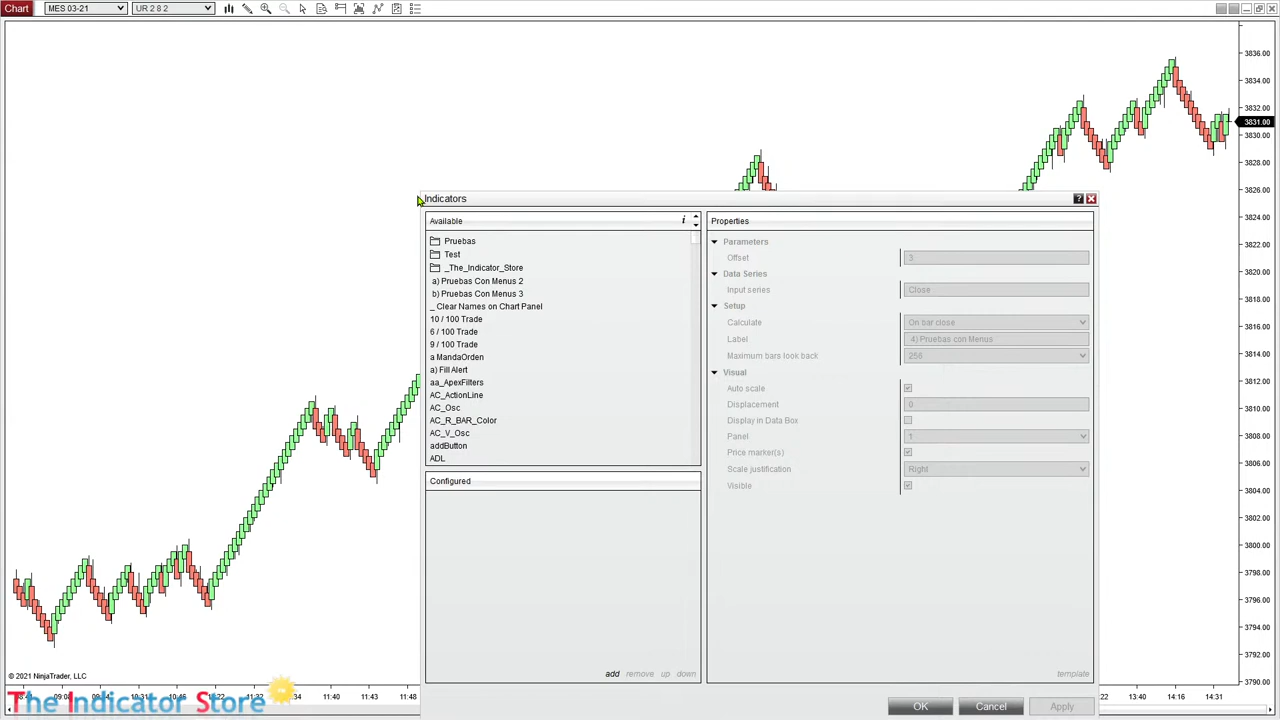 Chart MES 03-21 UR 2 8 2
3836.00
3834.00
3832.00
3831.00
3830.00
3828.00
3826.00
3824.00
3822.00
3820.00
3818.00
3816.00
3814.00
3812.00
3810.00
3808.00
3806.00
3804.00
3802.00
3800.00
3798.00
3796.00
3794.00
3792.00
3790.00
Indicators ?
Available i
Pruebas
Test
_The_Indicator_Store
a) Pruebas Con Menus 2
b) Pruebas Con Menus 3
_ Clear Names on Chart Panel
10 / 100 Trade
6 / 100 Trade
9 / 100 Trade
a MandaOrden
a) Fill Alert
aa_ApexFilters
AC_ActionLine
AC_Osc
AC_R_BAR_Color
AC_V_Osc
addButton
ADL
Configured
add remove up down
Properties
Parameters
Offset 3
Data Series
Input series Close
Setup
Calculate On bar close
Label 4) Pruebas con Menus
Maximum bars look back 256
Visual
Auto scale
Displacement 0
Display in Data Box
Panel 1
Price marker(s)
Scale justification Right
Visible
template
OK Cancel Apply
© 2021 NinjaTrader, LLC
11:40 11:43 11:48 13:40 14:16 14:31
The Indicator Store